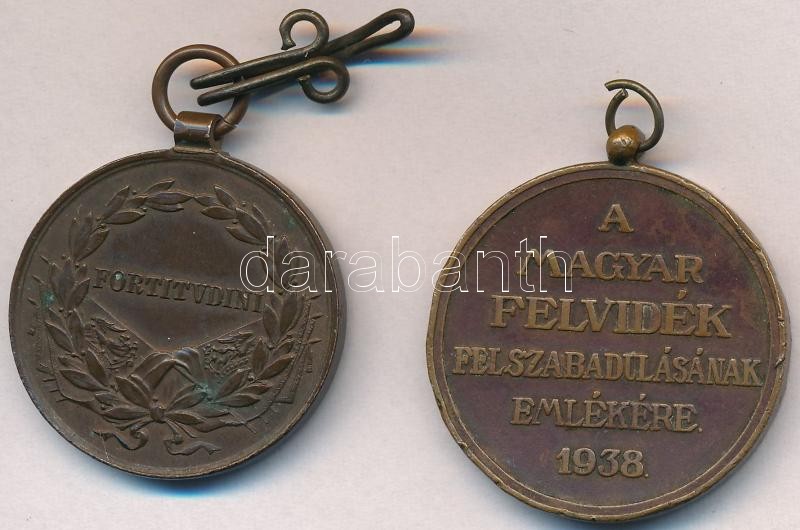 FORTITVDINI
A
MAGYAR
FELVIDÉK
FELSZABADULÁSÁNAK
EMLÉKÉRE.
1938.
darabanth